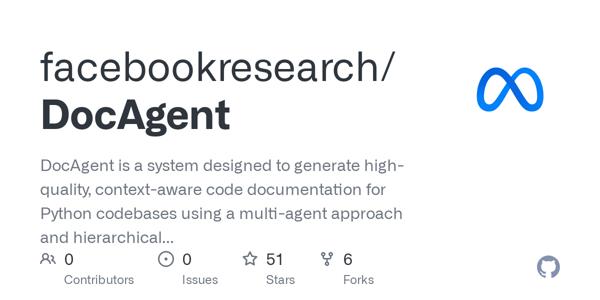 facebookresearch/
DocAgent
DocAgent is a system designed to generate high-
quality, context-aware code documentation for
Python codebases using a multi-agent approach
and hierarchical...
0 0 51 6
Contributors Issues Stars Forks